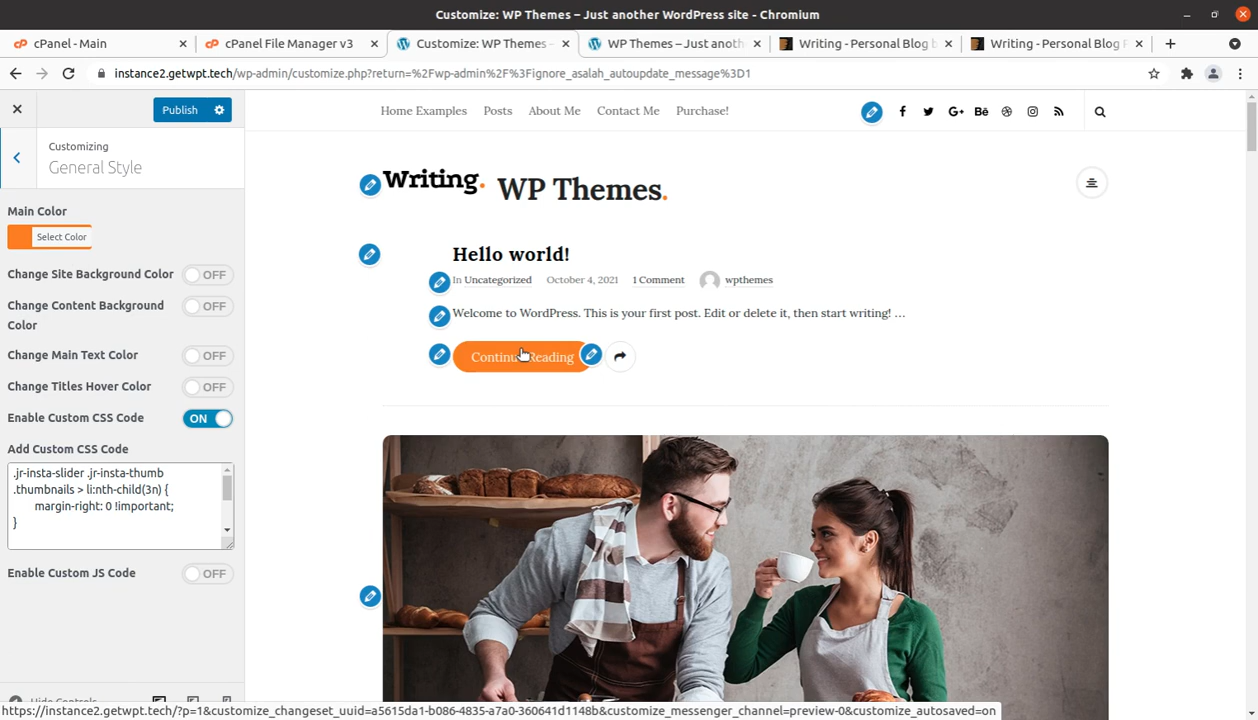 Customize: WP Themes – Just another WordPress site - Chromium
cPanel - Main
cPanel File Manager v3
Customize: WP Themes –
WP Themes – Just anoth
Writing - Personal Blog b
Writing - Personal Blog
instance2.getwpt.tech/wp-admin/customize.php?return=%2Fwp-admin%2F%3Fignore_asalah_autoupdate_message%3D1
Publish
Customizing
General Style
Main Color
Select Color
Change Site Background Color OFF
Change Content Background
Color
OFF
Change Main Text Color OFF
Change Titles Hover Color OFF
Enable Custom CSS Code ON
Add Custom CSS Code
.jr-insta-slider .jr-insta-thumb
.thumbnails > li:nth-child(3n) {
margin-right: 0 !important;
}
Enable Custom JS Code OFF
Hide Controls
Home Examples Posts About Me Contact Me Purchase!
Writing. WP Themes.
Hello world!
In Uncategorized October 4, 2021 1 Comment wpthemes
Welcome to WordPress. This is your first post. Edit or delete it, then start writing! …
Continue Reading
https://instance2.getwpt.tech/?p=1&customize_changeset_uuid=a5615da1-b086-4835-a7a0-360641d1148b&customize_messenger_channel=preview-0&customize_autosaved=on